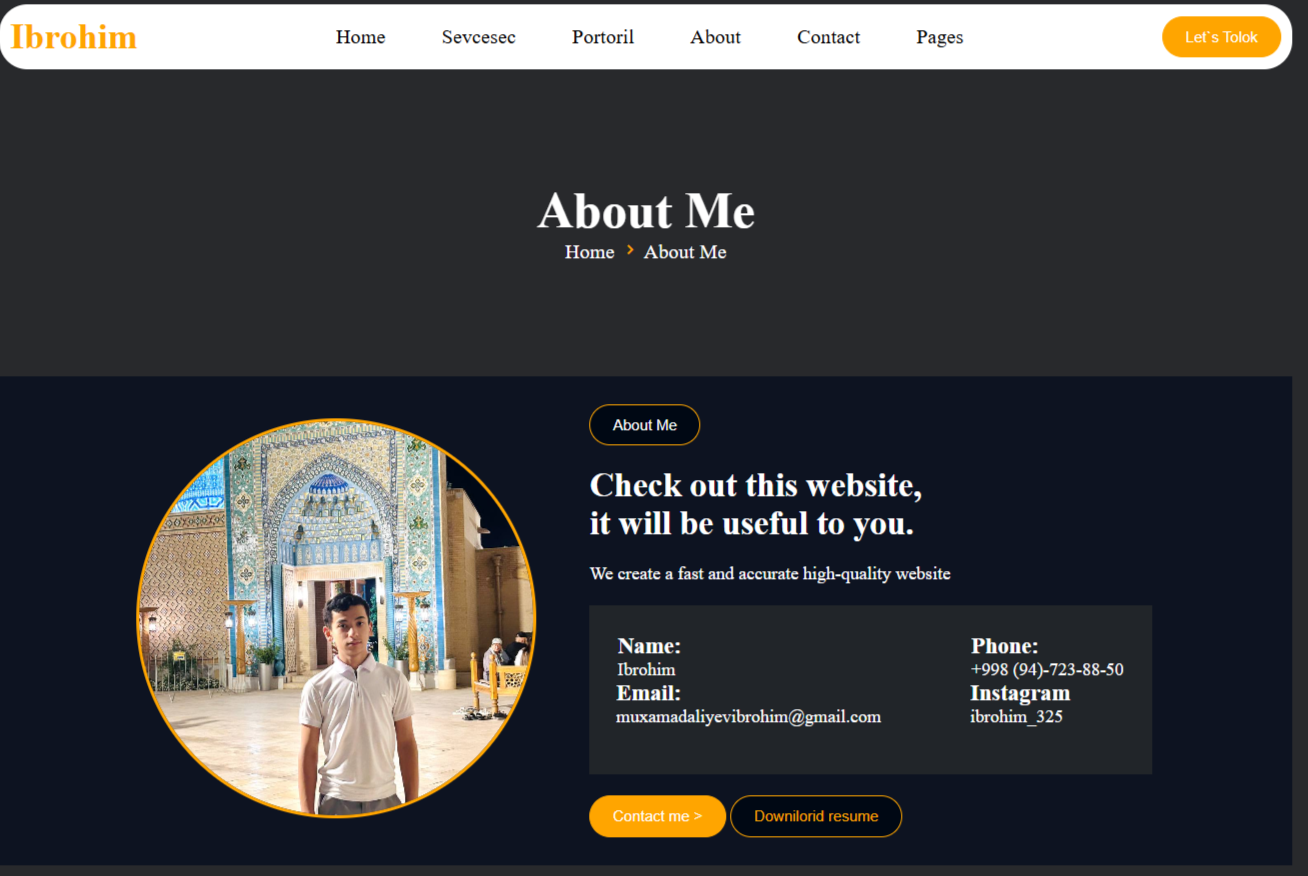 Ibrohim
Home Sevcesec Portoril About Contact Pages
Let`s Tolok
About Me
Home > About Me
About Me
Check out this website,
it will be useful to you.
We create a fast and accurate high-quality website
Name:
Ibrohim
Email:
muxamadaliyevibrohim@gmail.com
Phone:
+998 (94)-723-88-50
Instagram
ibrohim_325
Contact me >
Downilorid resume